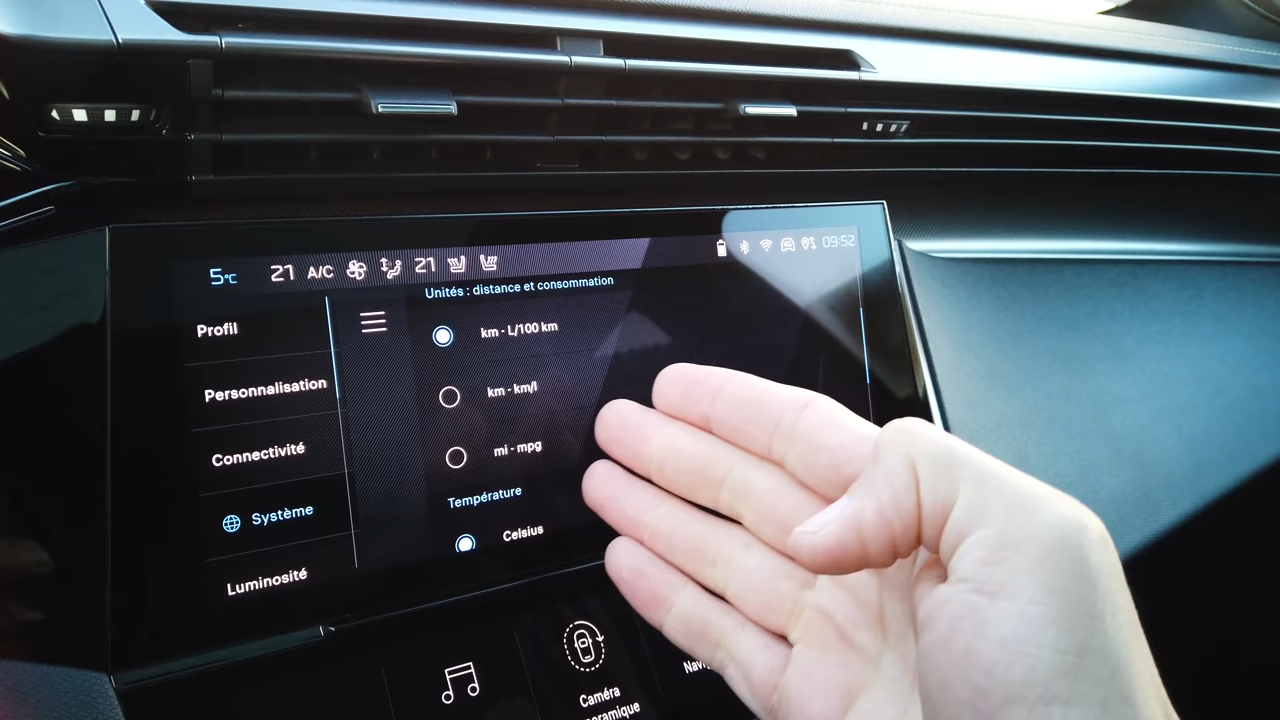 5°C 21 A/C 21 09:52
Unités : distance et consommation
Profil
km - L/100 km
Personnalisation
km - km/l
Connectivité
mi - mpg
Température
Système
Celsius
Luminosité
Caméra